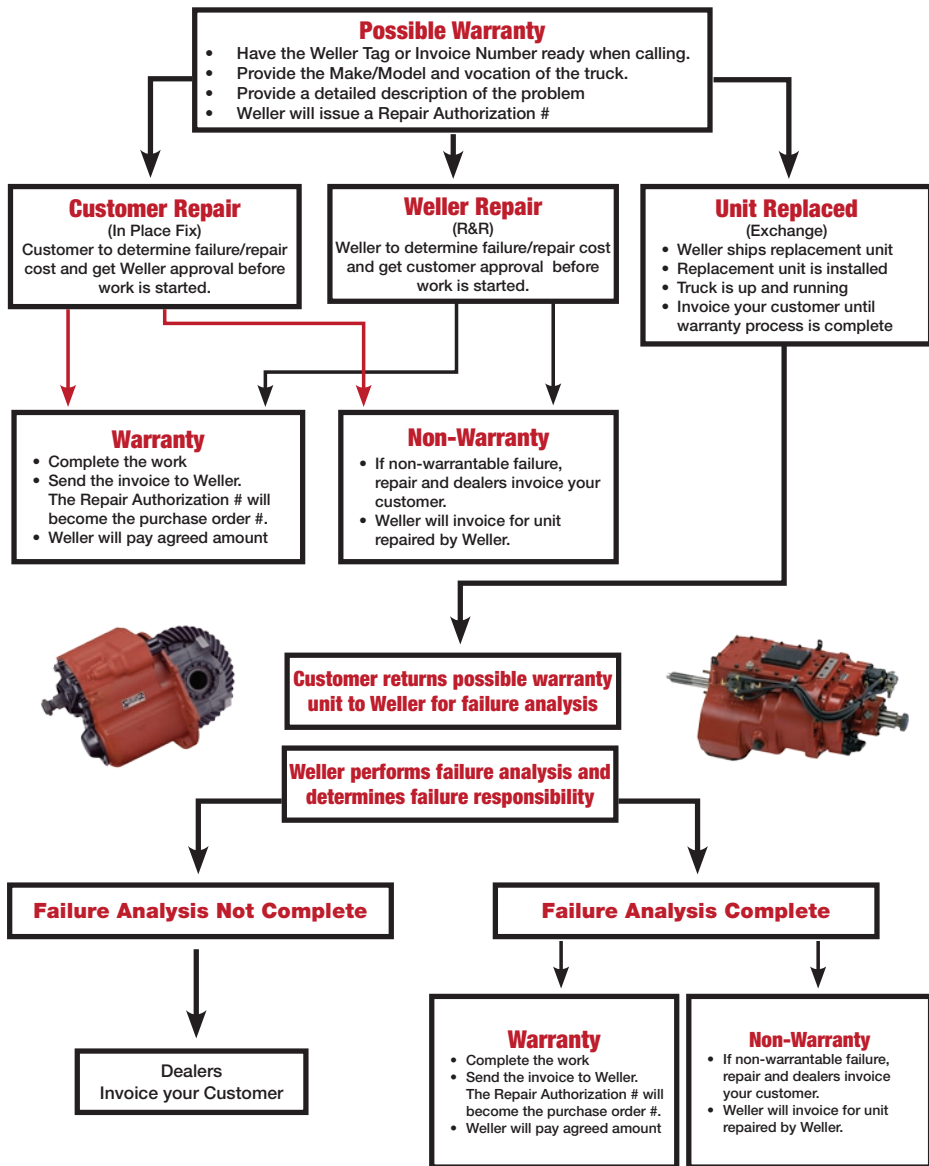 Possible Warranty
• Have the Weller Tag or Invoice Number ready when calling.
• Provide the Make/Model and vocation of the truck.
• Provide a detailed description of the problem
• Weller will issue a Repair Authorization #
Customer Repair
(In Place Fix)
Customer to determine failure/repair
cost and get Weller approval before
work is started.
Weller Repair
(R&R)
Weller to determine failure/repair cost
and get customer approval before
work is started.
Unit Replaced
(Exchange)
• Weller ships replacement unit
• Replacement unit is installed
• Truck is up and running
• Invoice your customer until
warranty process is complete
Warranty
• Complete the work
• Send the invoice to Weller.
The Repair Authorization # will
become the purchase order #.
• Weller will pay agreed amount
Non-Warranty
• If non-warrantable failure,
repair and dealers invoice your
customer.
• Weller will invoice for unit
repaired by Weller.
Customer returns possible warranty
unit to Weller for failure analysis
Weller performs failure analysis and
determines failure responsibility
Failure Analysis Not Complete
Failure Analysis Complete
Dealers
Invoice your Customer
Warranty
• Complete the work
• Send the invoice to Weller.
The Repair Authorization # will
become the purchase order #.
• Weller will pay agreed amount
Non-Warranty
• If non-warrantable failure,
repair and dealers invoice
your customer.
• Weller will invoice for unit
repaired by Weller.